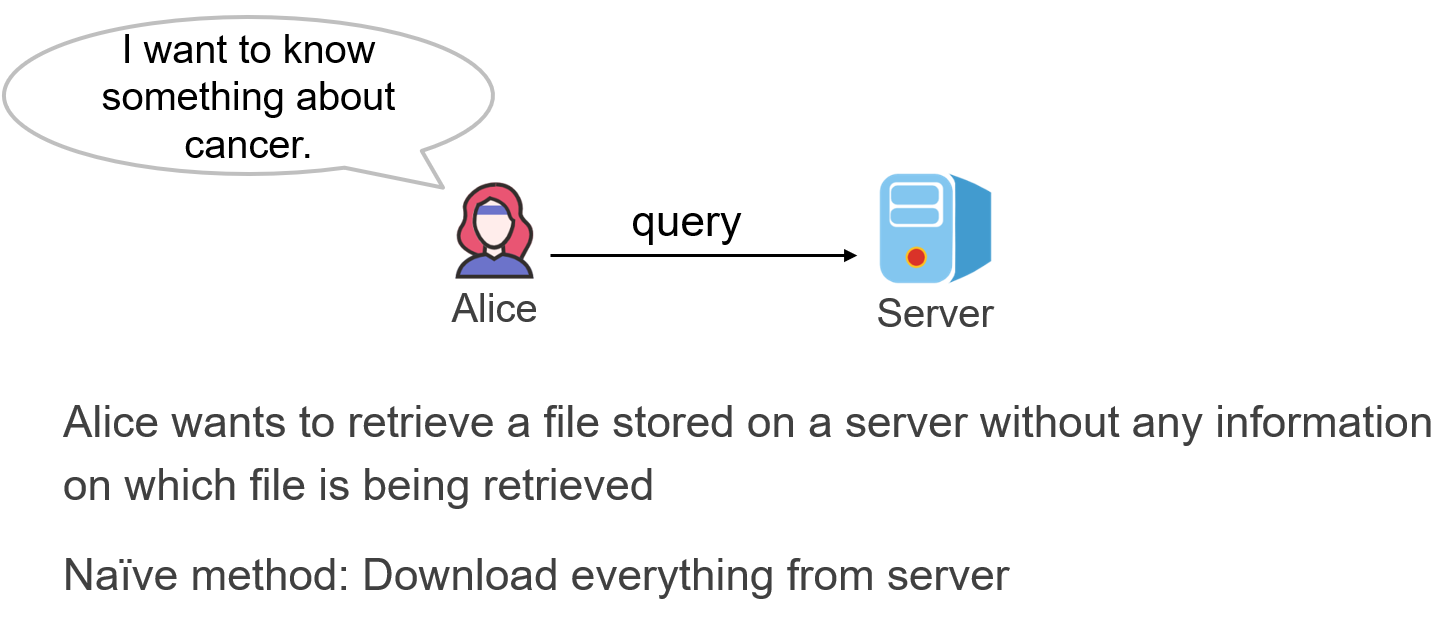 I want to know
something about
cancer.
query
Alice
Server
Alice wants to retrieve a file stored on a server without any information
on which file is being retrieved
Naïve method: Download everything from server